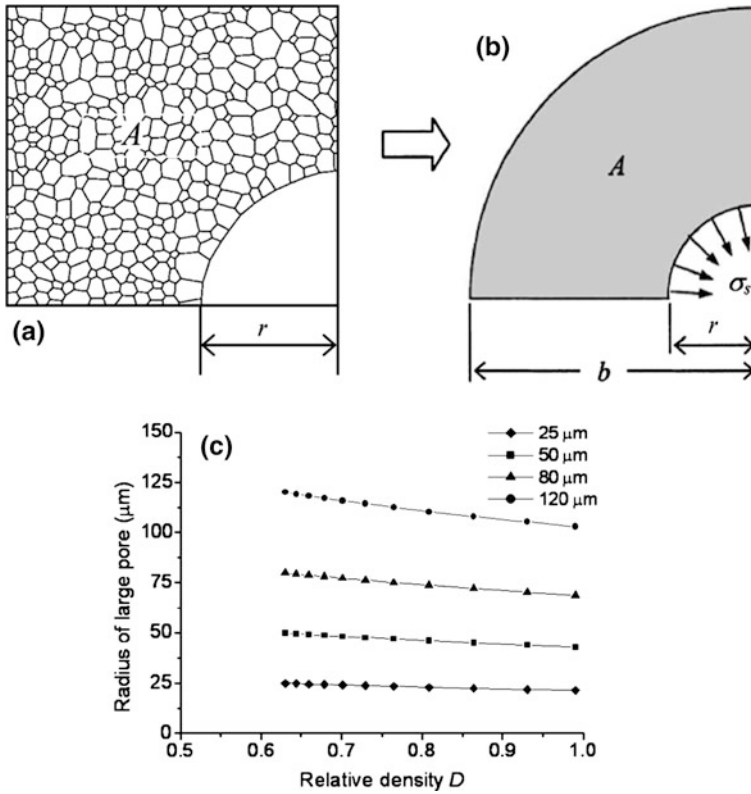 A
(a)
r
(b)
A
σs
r
b
(c)
25 μm
50 μm
80 μm
120 μm
150
125
100
75
50
25
0
0.5 0.6 0.7 0.8 0.9 1.0
Radius of large pore (μm)
Relative density D